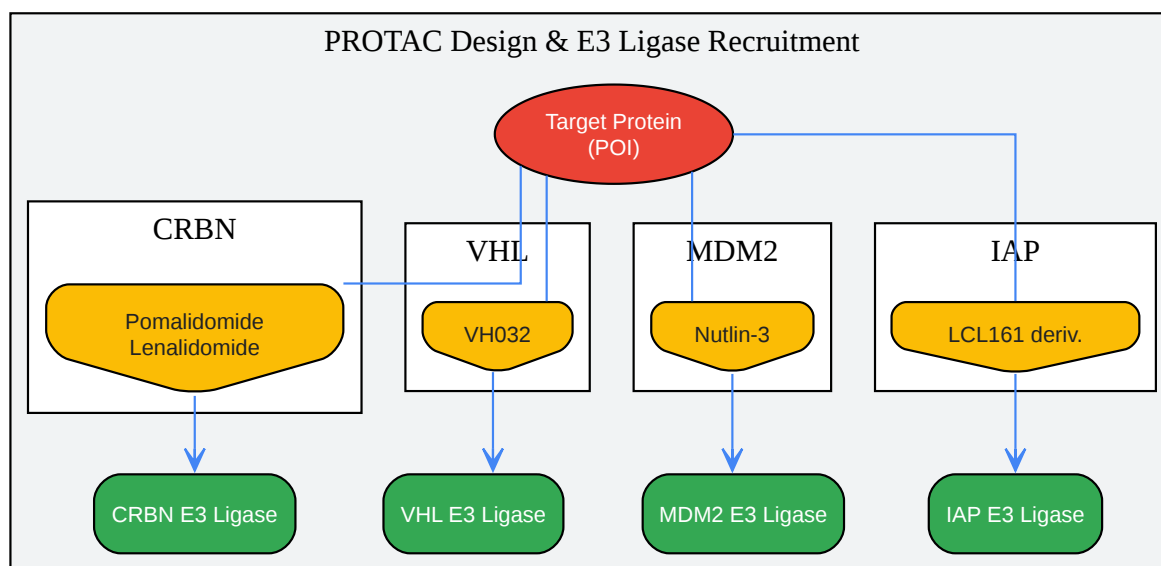 PROTAC Design & E3 Ligase Recruitment
Target Protein
(POI)
CRBN
VHL
MDM2
IAP
Pomalidomide
Lenalidomide
VH032
Nutlin-3
LCL161 deriv.
CRBN E3 Ligase
VHL E3 Ligase
MDM2 E3 Ligase
IAP E3 Ligase